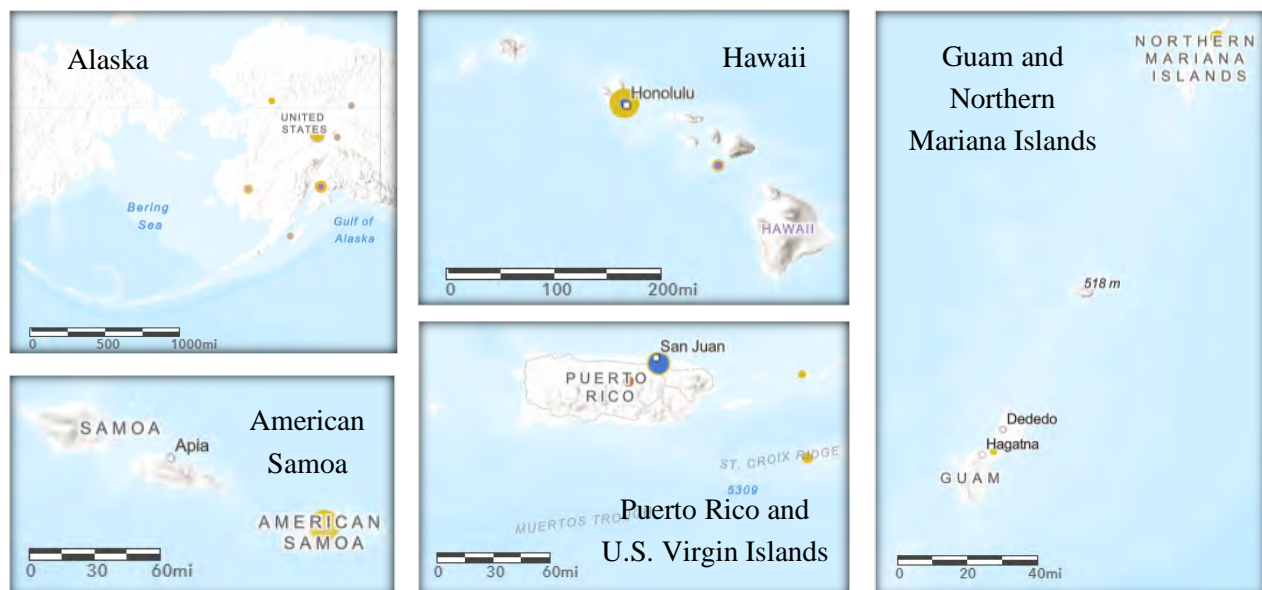 Alaska
UNITED
STATES
Bering
Sea
Gulf of
Alaska
0 500 1000mi
Hawaii
Honolulu
HAWAII
0 100 200mi
Guam and
Northern
Mariana Islands
NORTHERN
MARIANA
ISLANDS
518 m
Dededo
Hagatna
GUAM
0 20 40mi
American
Samoa
SAMOA
Apia
AMERICAN
SAMOA
0 30 60mi
San Juan
PUERTO
RICO
ST. CROIX RIDGE
5309
MUERTOS
Puerto Rico and
U.S. Virgin Islands
0 30 60mi